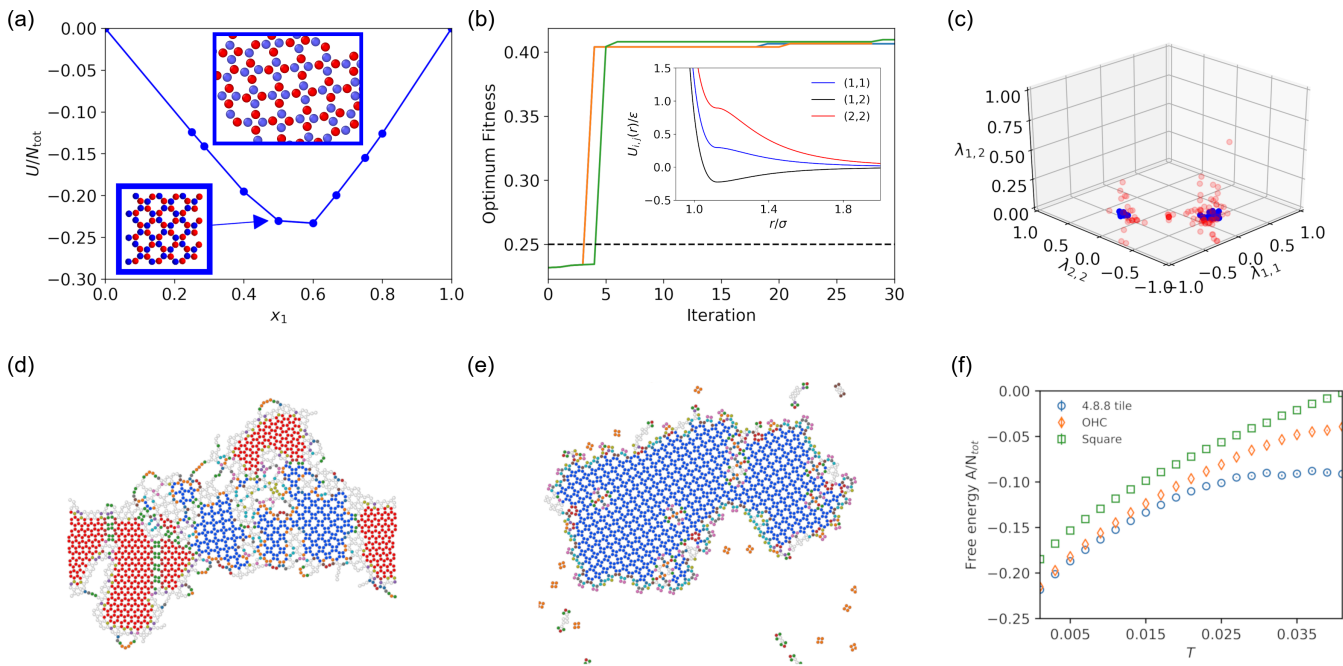 (a)
0.00
−0.05
−0.10
−0.15
−0.20
−0.25
−0.30
U/Ntot
0.0 0.2 0.4 0.6 0.8 1.0
x1
(b)
0.40
0.35
0.30
0.25
Optimum Fitness
0 5 10 15 20 25 30
Iteration
1.5
1.0
0.5
0.0
−0.5
Ui,j(r)/ε
1.0 1.4 1.8
r/σ
(1,1)
(1,2)
(2,2)
(c)
1.00
0.75
0.50
0.25
0.00
λ1,2
1.0 0.5 0.0 −0.5 −1.0
λ2,2
−1.0 −0.5 0.0 0.5 1.0
λ1,1
(d)
(e)
(f)
0.00
−0.05
−0.10
−0.15
−0.20
−0.25
Free energy A/Ntot
4.8.8 tile
OHC
Square
0.005 0.015 0.025 0.035
T